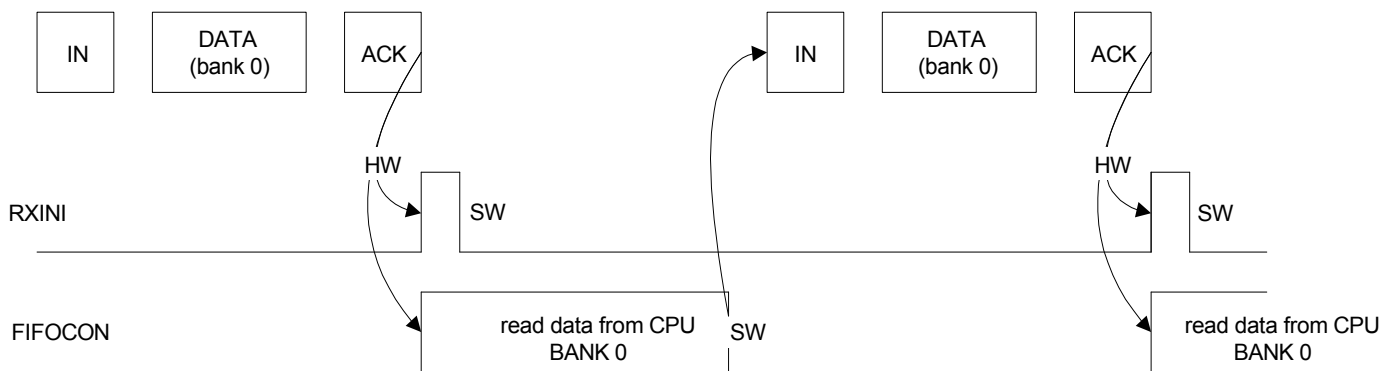 IN
DATA
(bank 0)
ACK
IN
DATA
(bank 0)
ACK
HW
HW
RXINI
SW
SW
FIFOCON
read data from CPU
BANK 0
SW
read data from CPU
BANK 0